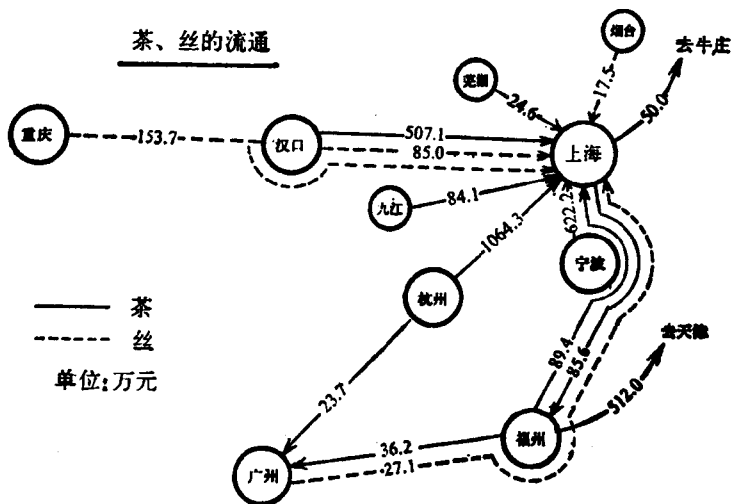 茶、丝的流通
烟台
去牛庄
芜湖
17.5
50.0
24.6
重庆
153.7
汉口
507.1
85.0
上海
九江
84.1
1064.3
622.2
宁波
杭州
茶
丝
单位:万元
89.4
85.6
去天津
23.7
512.0
福州
36.2
27.1
广州